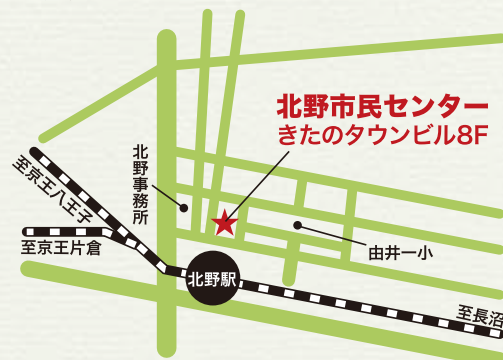 北野市民センター
きたのタウンビル8F
北野事務所
至京王八王子
至京王片倉
由井一小
北野駅
至長沼